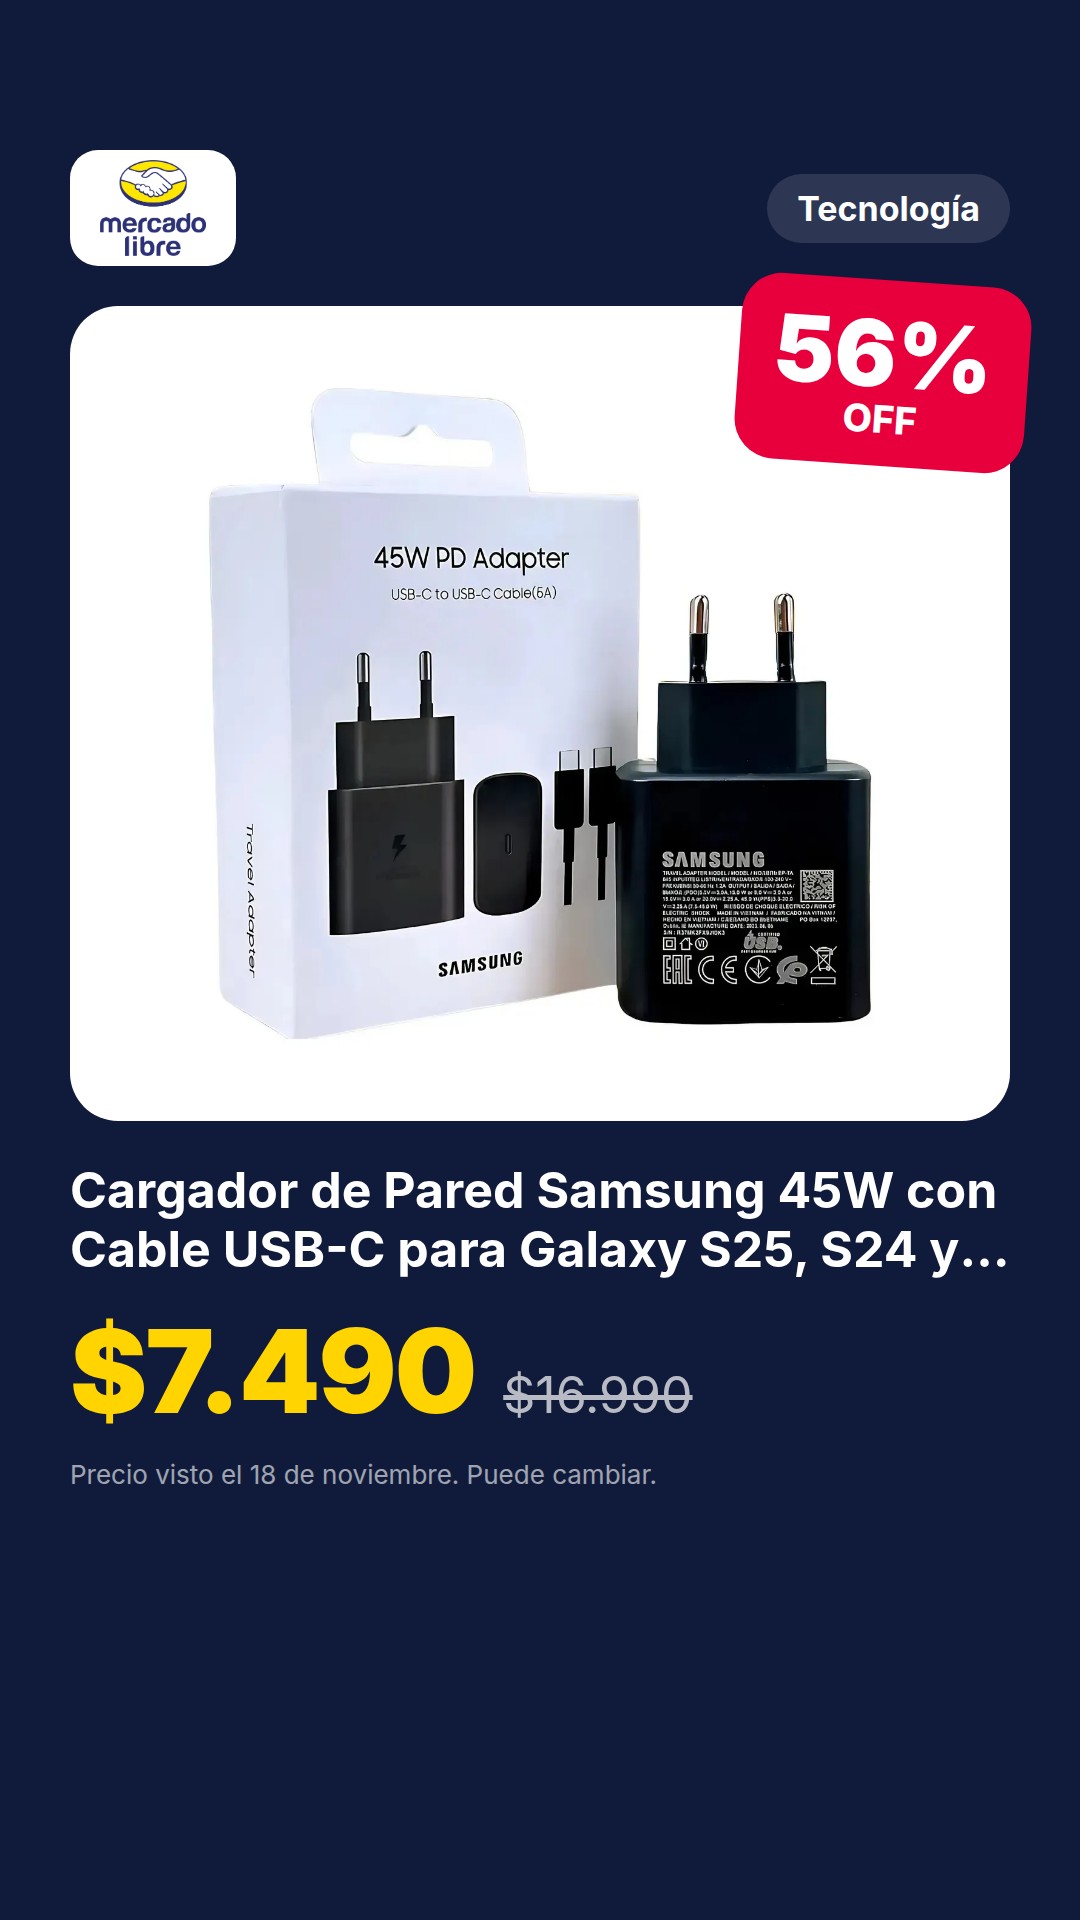 mercado
libre
Tecnología
56%
OFF
45W PD Adapter
USB-C to USB-C Cable(5A)
Travel Adapter
SAMSUNG
SAMSUNG
Cargador de Pared Samsung 45W con
Cable USB-C para Galaxy S25, S24 y...
$7.490 $16.990
Precio visto el 18 de noviembre. Puede cambiar.